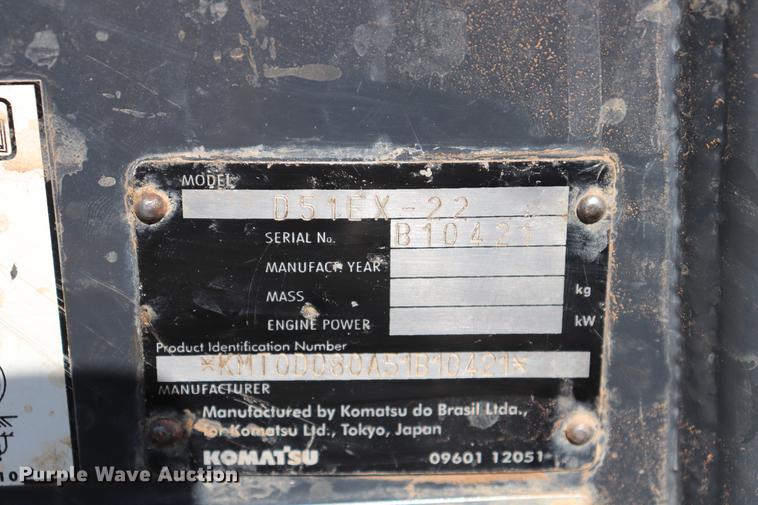 MODEL
D51EX-22
SERIAL No. B10421
MANUFACT. YEAR
MASS kg
ENGINE POWER kW
Product Identification Number
*KMT0D080A51B10421*
MANUFACTURER
Manufactured by Komatsu do Brasil Ltda.,
for Komatsu Ltd., Tokyo, Japan
KOMATSU 09601 12051
Purple Wave Auction